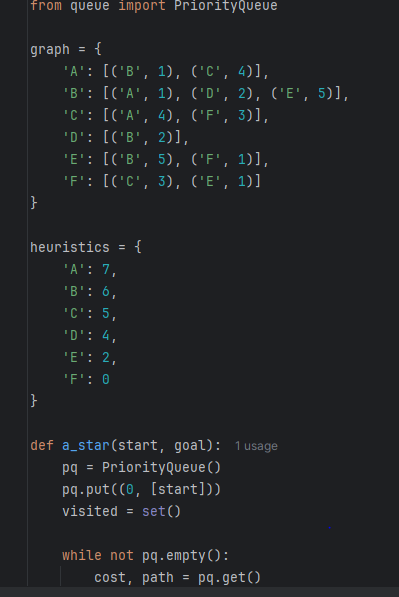 from queue import PriorityQueue

graph = {
    'A': [('B', 1), ('C', 4)],
    'B': [('A', 1), ('D', 2), ('E', 5)],
    'C': [('A', 4), ('F', 3)],
    'D': [('B', 2)],
    'E': [('B', 5), ('F', 1)],
    'F': [('C', 3), ('E', 1)]
}

heuristics = {
    'A': 7,
    'B': 6,
    'C': 5,
    'D': 4,
    'E': 2,
    'F': 0
}

def a_star(start, goal): 1 usage
    pq = PriorityQueue()
    pq.put((0, [start]))
    visited = set()

    while not pq.empty():
        cost, path = pq.get()